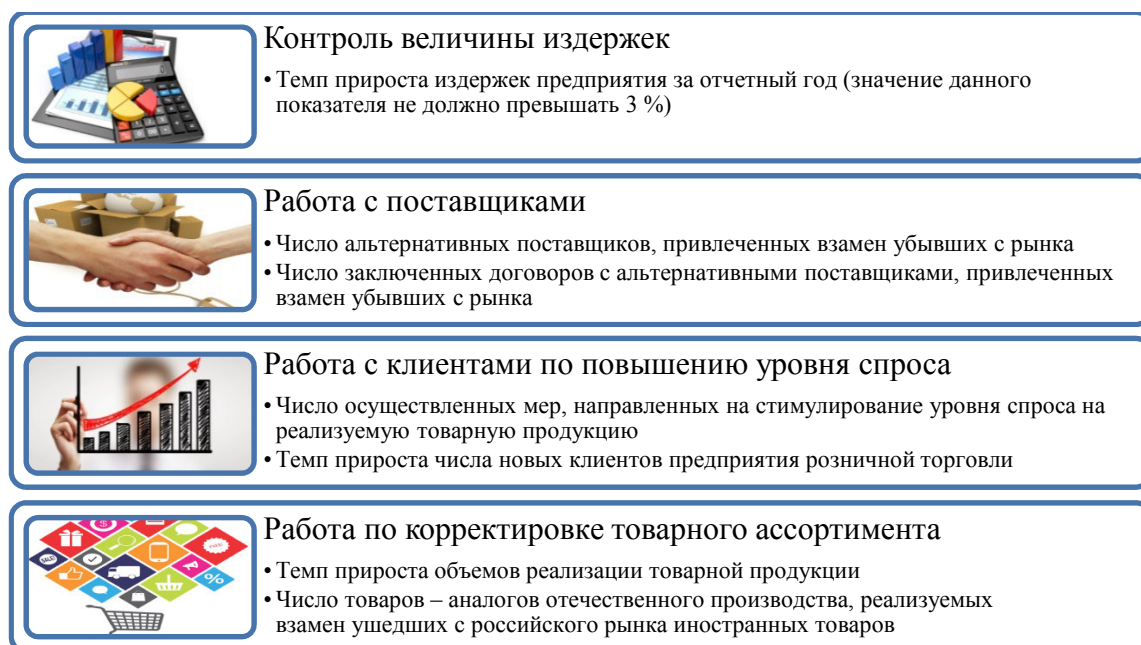 Контроль величины издержек
• Темп прироста издержек предприятия за отчетный год (значение данного
показателя не должно превышать 3 %)
Работа с поставщиками
• Число альтернативных поставщиков, привлеченных взамен убывших с рынка
• Число заключенных договоров с альтернативными поставщиками, привлеченных
взамен убывших с рынка
Работа с клиентами по повышению уровня спроса
• Число осуществленных мер, направленных на стимулирование уровня спроса на
реализуемую товарную продукцию
• Темп прироста числа новых клиентов предприятия розничной торговли
Работа по корректировке товарного ассортимента
• Темп прироста объемов реализации товарной продукции
• Число товаров – аналогов отечественного производства, реализуемых
взамен ушедших с российского рынка иностранных товаров